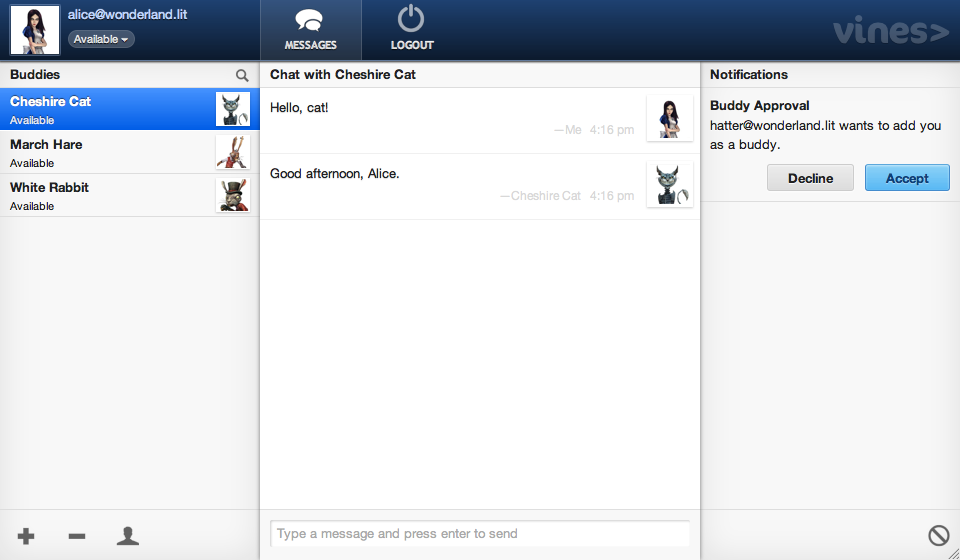 alice@wonderland.lit
Available
MESSAGES
LOGOUT
vines>
Buddies
Cheshire Cat
Available
March Hare
Available
White Rabbit
Available
Chat with Cheshire Cat
Hello, cat!
—Me 4:16 pm
Good afternoon, Alice.
—Cheshire Cat 4:16 pm
Type a message and press enter to send
Notifications
Buddy Approval
hatter@wonderland.lit wants to add you
as a buddy.
Decline
Accept